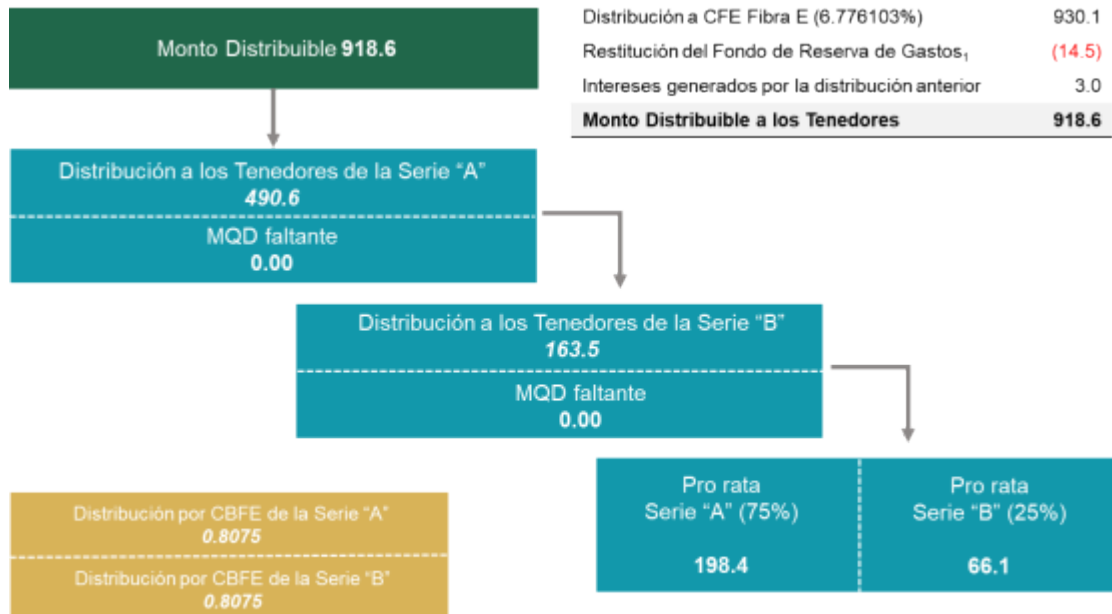 Monto Distribuible 918.6
Distribución a CFE Fibra E (6.776103%) 930.1
Restitución del Fondo de Reserva de Gastos₁ (14.5)
Intereses generados por la distribución anterior 3.0
Monto Distribuible a los Tenedores 918.6
Distribución a los Tenedores de la Serie “A”
490.6
MQD faltante
0.00
Distribución a los Tenedores de la Serie “B”
163.5
MQD faltante
0.00
Pro rata
Serie “A” (75%)
198.4
Pro rata
Serie “B” (25%)
66.1
Distribución por CBFE de la Serie “A”
0.8075
Distribución por CBFE de la Serie “B”
0.8075